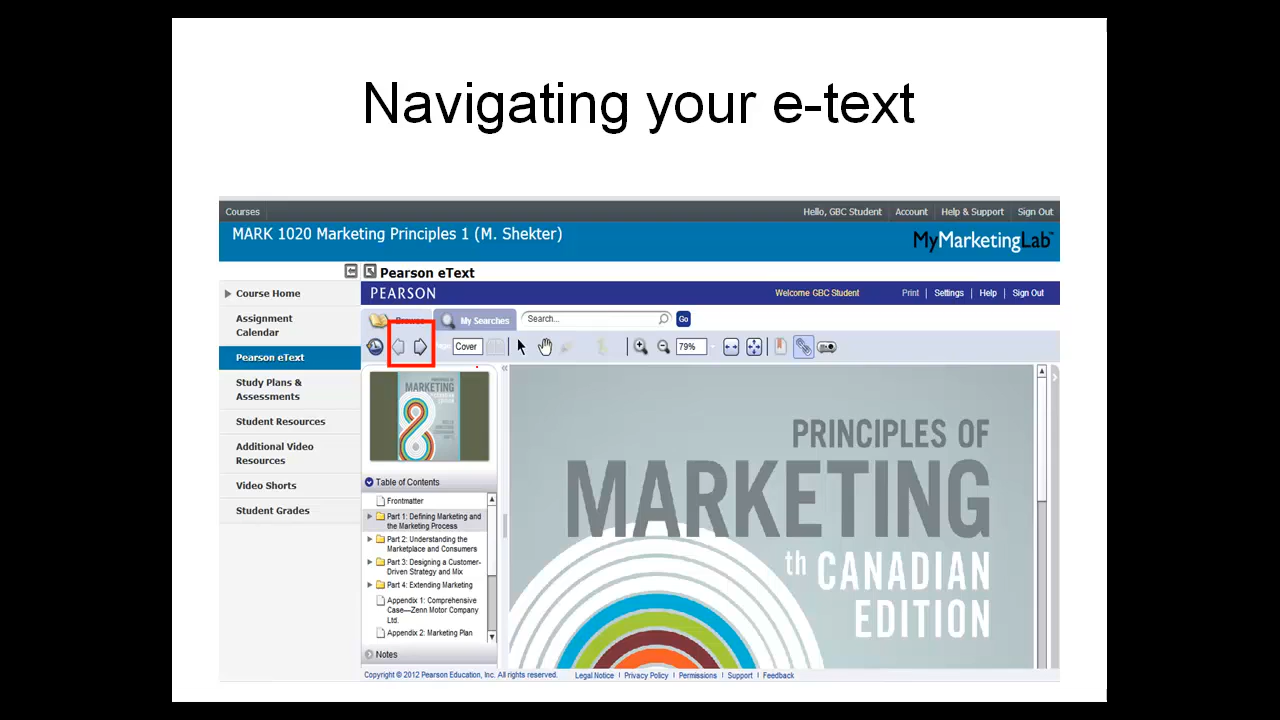 Navigating your e-text
Courses
Hello, GBC Student
Account
Help & Support
Sign Out
MARK 1020 Marketing Principles 1 (M. Shekter)
MyMarketingLab™
Pearson eText
Course Home
Assignment
Calendar
Pearson eText
Study Plans &
Assessments
Student Resources
Additional Video
Resources
Video Shorts
Student Grades
PEARSON
Welcome GBC Student
Print
Settings
Help
Sign Out
My Searches
Search...
Go
Cover
79%
PRINCIPLES OF
MARKETING
CANADIAN
EDITION
Table of Contents
Frontmatter
Part 1: Defining Marketing and
the Marketing Process
Part 2: Understanding the
Marketplace and Consumers
Part 3: Designing a Customer-
Driven Strategy and Mix
Part 4: Extending Marketing
Appendix 1: Comprehensive
Case—Zenn Motor Company
Ltd.
Appendix 2: Marketing Plan
Notes
PRINCIPLES OF
MARKETING
th CANADIAN
EDITION
Copyright © 2012 Pearson Education, Inc. All rights reserved.
Legal Notice | Privacy Policy | Permissions | Support | Feedback